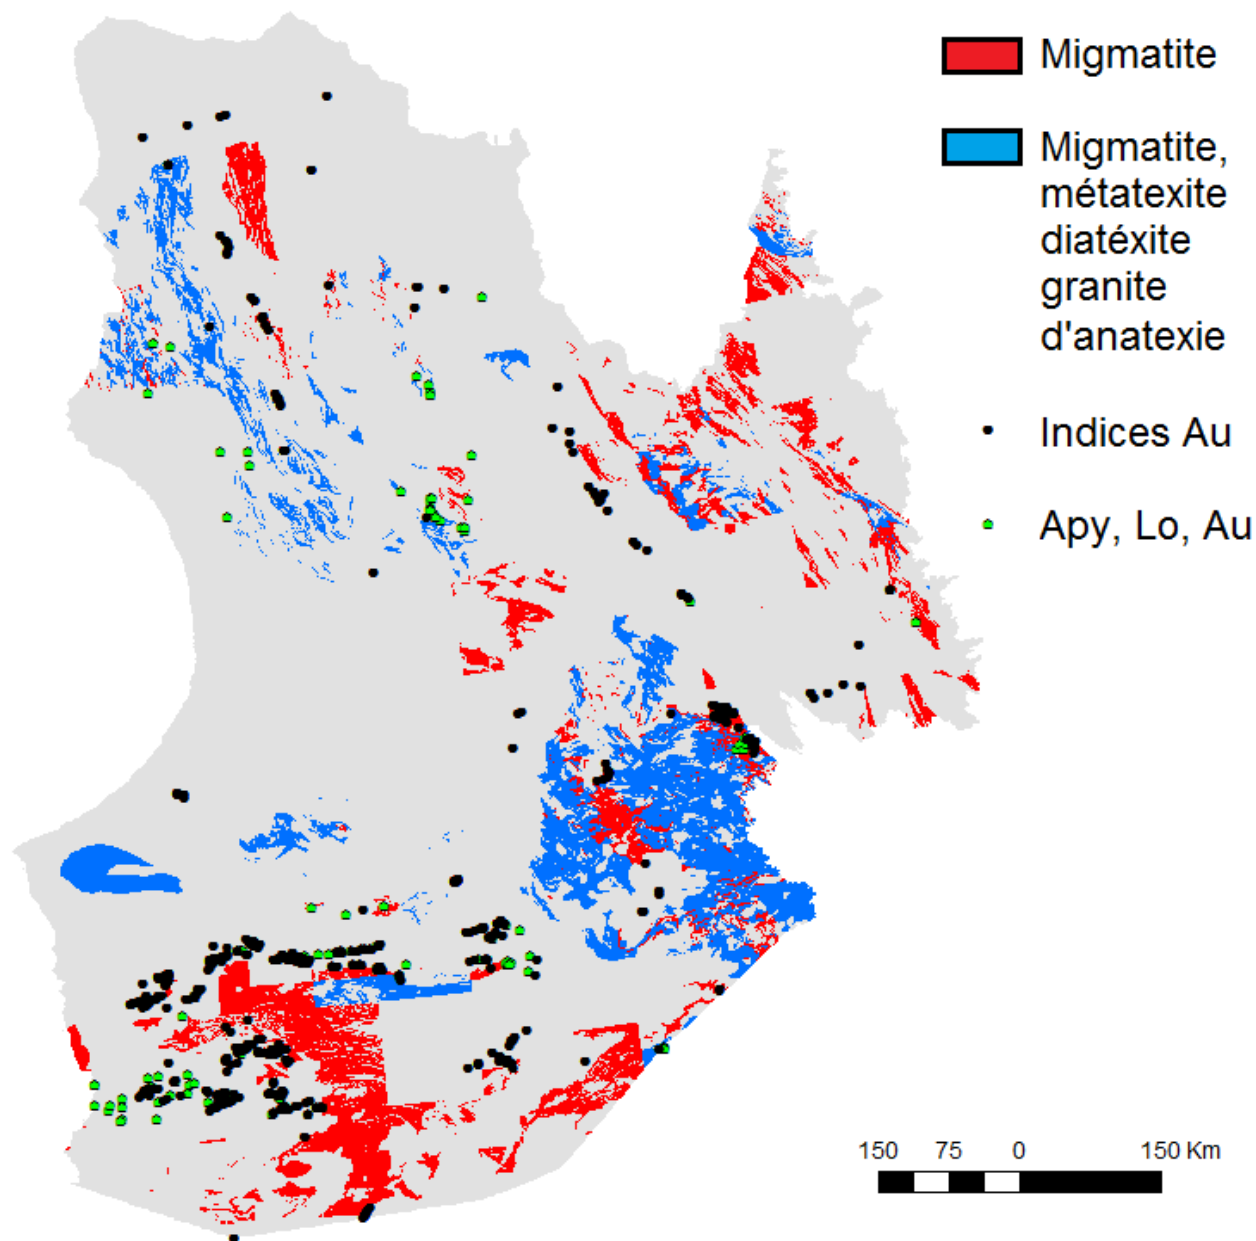 Migmatite
Migmatite,
métatexite
diatéxite
granite
d'anatexie
Indices Au
Apy, Lo, Au
150 75 0 150 Km